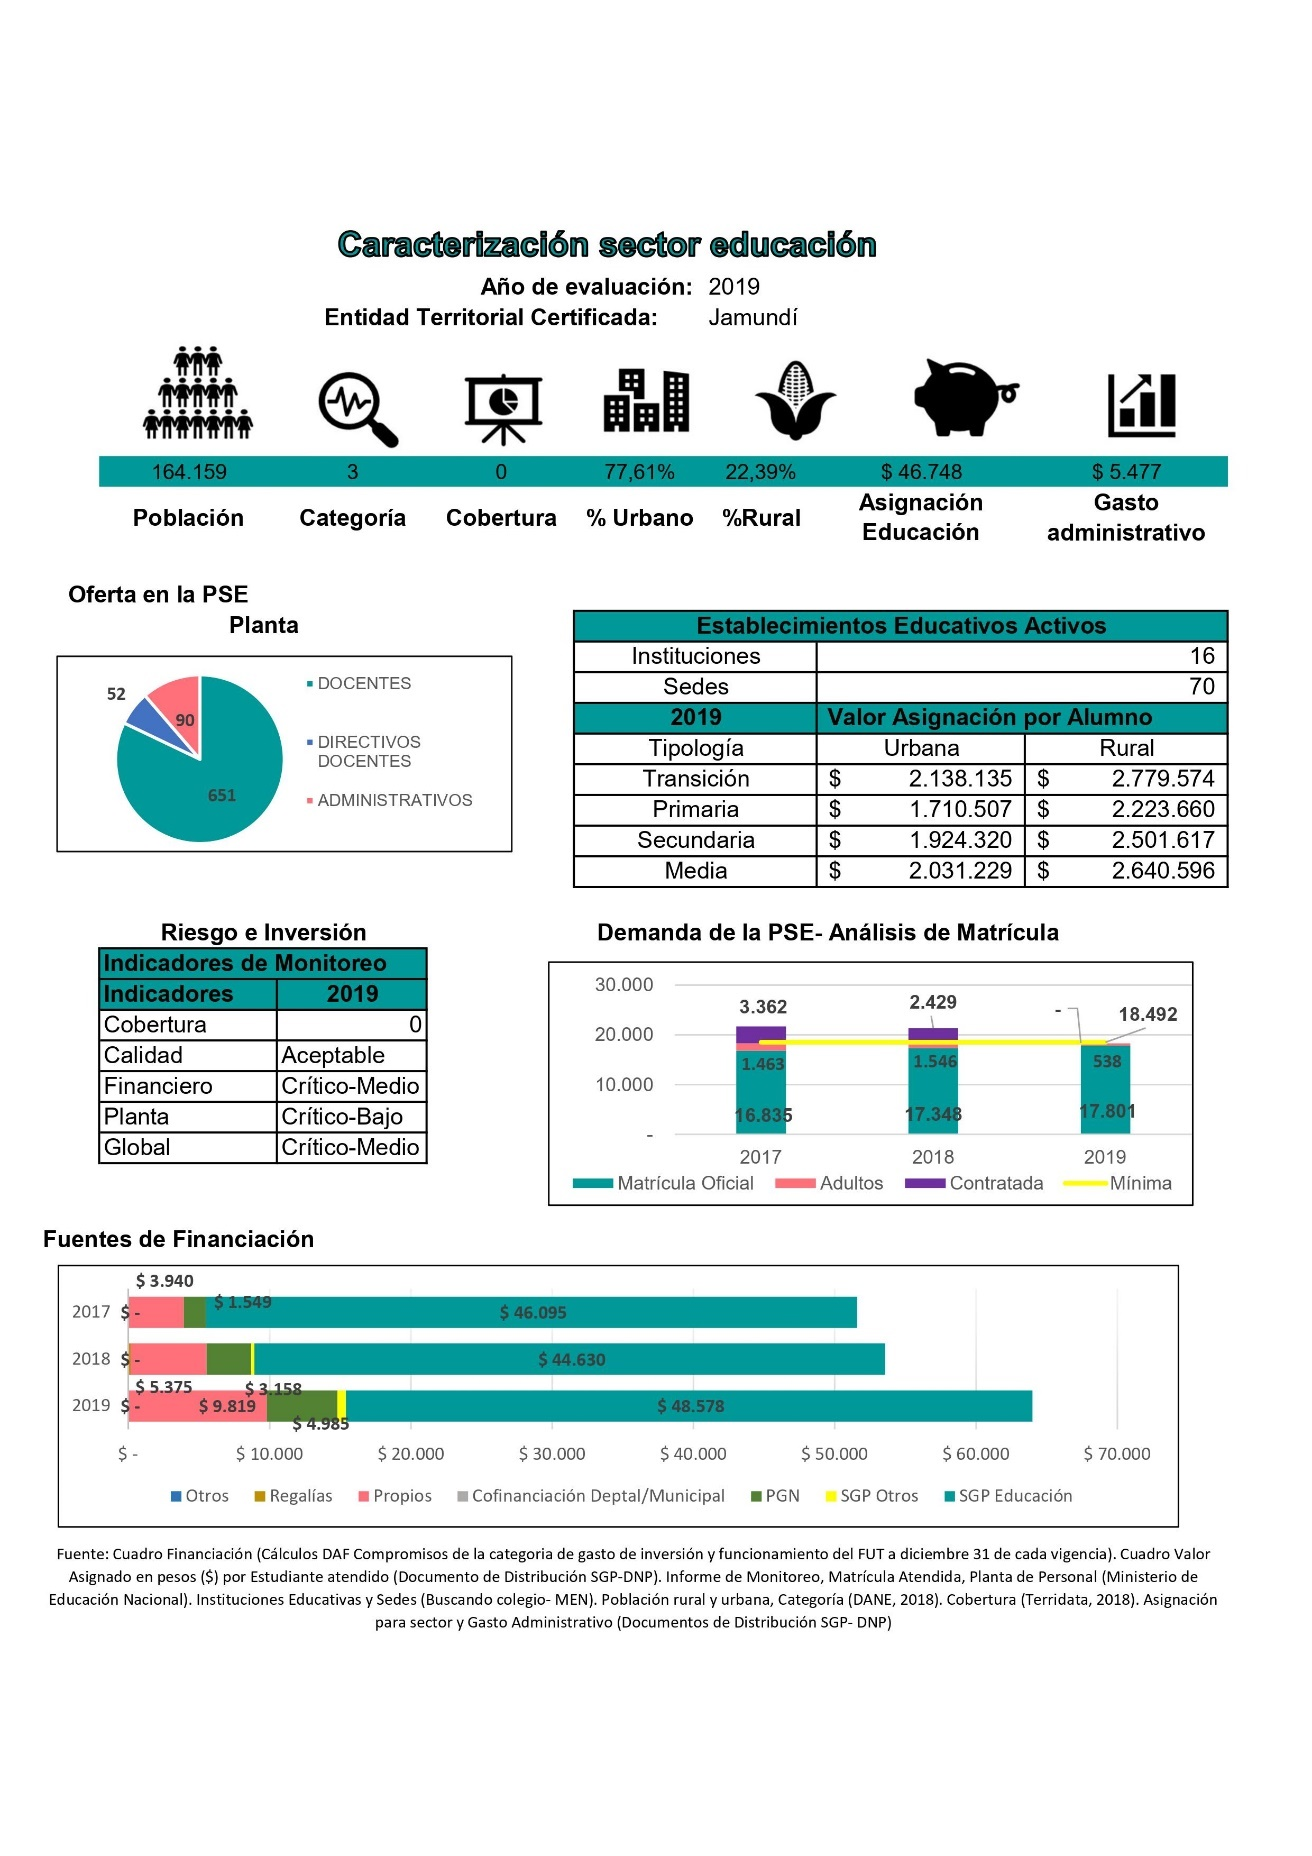 Caracterización sector educación
Año de evaluación: 2019
Entidad Territorial Certificada: Jamundí
164.159 3 0 77,61% 22,39% $ 46.748 $ 5.477
Población Categoría Cobertura % Urbano %Rural Asignación Educación Gasto administrativo
Oferta en la PSE
Planta
52
90
651
DOCENTES
DIRECTIVOS
DOCENTES
ADMINISTRATIVOS
Establecimientos Educativos Activos
Instituciones 16
Sedes 70
2019 Valor Asignación por Alumno
Tipología Urbana Rural
Transición $ 2.138.135 $ 2.779.574
Primaria $ 1.710.507 $ 2.223.660
Secundaria $ 1.924.320 $ 2.501.617
Media $ 2.031.229 $ 2.640.596
Riesgo e Inversión
Indicadores de Monitoreo
Indicadores 2019
Cobertura 0
Calidad Aceptable
Financiero Crítico-Medio
Planta Crítico-Bajo
Global Crítico-Medio
Demanda de la PSE- Análisis de Matrícula
30.000
20.000
10.000
-
3.362 2.429 - 18.492
1.463 1.546 538
16.835 17.348 17.801
2017 2018 2019
Matrícula Oficial Adultos Contratada Mínima
Fuentes de Financiación
$ 3.940
2017 $ - $ 1.549 $ 46.095
2018 $ - $ 44.630
$ 5.375 $ 3.158
2019 $ - $ 9.819 $ 48.578
$ 4.985
$ - $ 10.000 $ 20.000 $ 30.000 $ 40.000 $ 50.000 $ 60.000 $ 70.000
Otros Regalías Propios Cofinanciación Deptal/Municipal PGN SGP Otros SGP Educación
Fuente: Cuadro Financiación (Cálculos DAF Compromisos de la categoria de gasto de inversión y funcionamiento del FUT a diciembre 31 de cada vigencia). Cuadro Valor
Asignado en pesos ($) por Estudiante atendido (Documento de Distribución SGP-DNP). Informe de Monitoreo, Matrícula Atendida, Planta de Personal (Ministerio de
Educación Nacional). Instituciones Educativas y Sedes (Buscando colegio- MEN). Población rural y urbana, Categoría (DANE, 2018). Cobertura (Terridata, 2018). Asignación
para sector y Gasto Administrativo (Documentos de Distribución SGP- DNP)